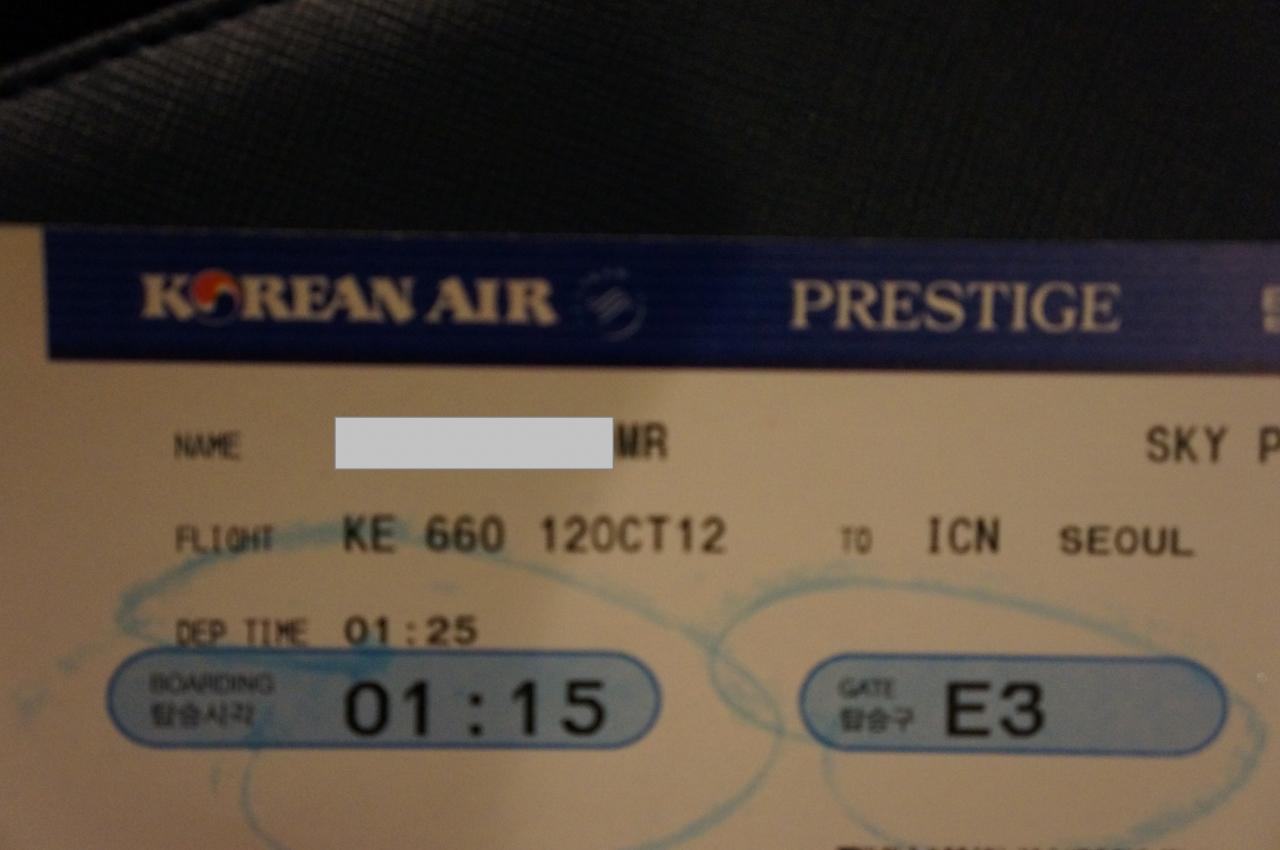 KOREAN AIR PRESTIGE
NAME MR SKY
FLIGHT KE 660 12OCT12 TO ICN SEOUL
DEP TIME 01:25
BOARDING 01:15 GATE E3
탑승시각 탑승구